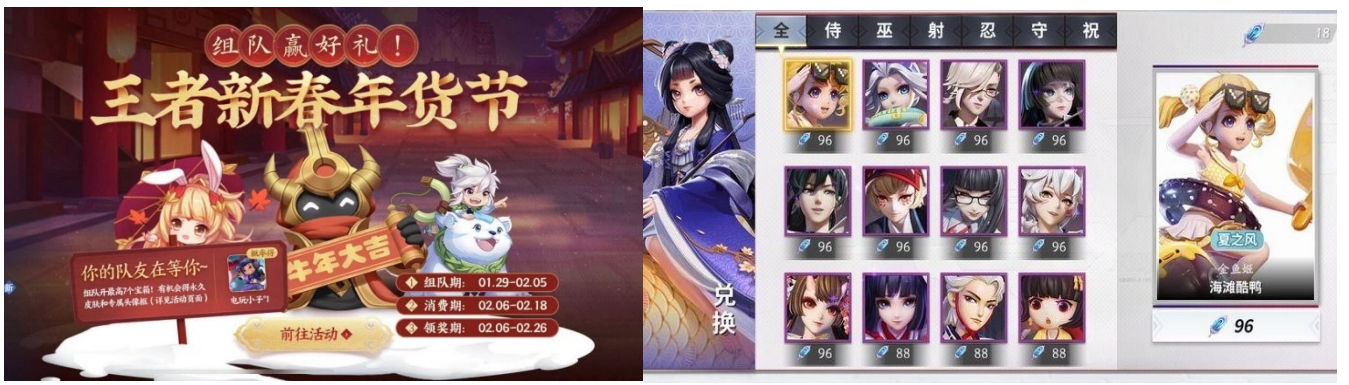 组队赢好礼！
王者新春年货节
牛年大吉
你的队友在等你~
组队开最高7个宝箱！有机会得永久
皮肤和专属头像框（详见活动页面）
电玩小子*1
1 组队期： 01.29-02.05
2 消费期： 02.06-02.18
3 领奖期： 02.06-02.26
前往活动
全 侍 巫 射 忍 守 祝
18
96 96 96 96
96 96 96 96
96 88 88 88
兑换
夏之风
金鱼姬
海滩酷鸭
96